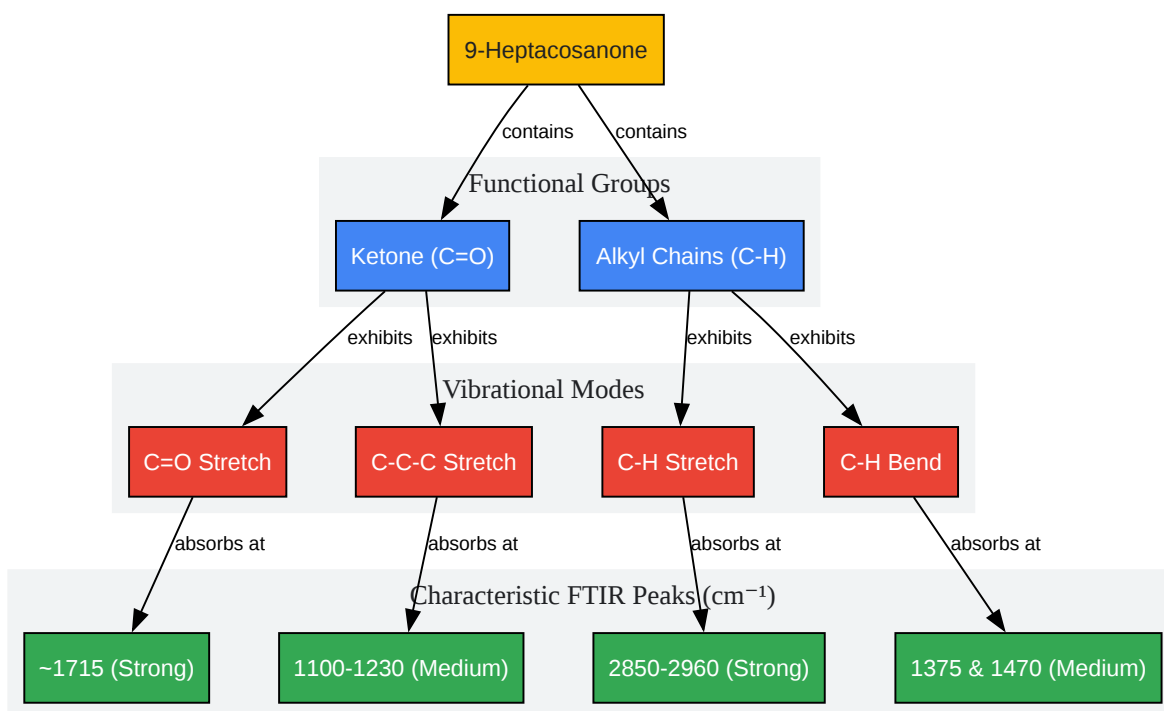 9-Heptacosanone
contains
contains
Functional Groups
Ketone (C=O)
Alkyl Chains (C-H)
exhibits
exhibits
exhibits
exhibits
Vibrational Modes
C=O Stretch
C-C-C Stretch
C-H Stretch
C-H Bend
absorbs at
absorbs at
absorbs at
absorbs at
Characteristic FTIR Peaks (cm⁻¹)
~1715 (Strong)
1100-1230 (Medium)
2850-2960 (Strong)
1375 & 1470 (Medium)